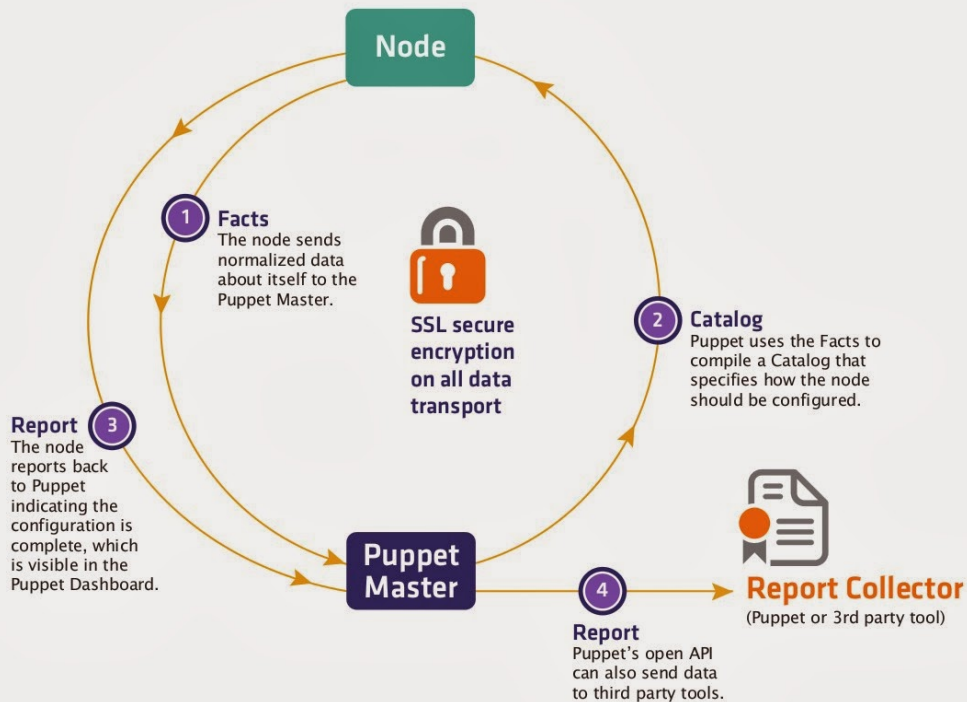 Node
1
Facts
The node sends
normalized data
about itself to the
Puppet Master.
SSL secure
encryption
on all data
transport
2
Catalog
Puppet uses the Facts to
compile a Catalog that
specifies how the node
should be configured.
3
Report
The node
reports back
to Puppet
indicating the
configuration is
complete, which
is visible in the
Puppet Dashboard.
Puppet
Master
4
Report
Puppet's open API
can also send data
to third party tools.
Report Collector
(Puppet or 3rd party tool)